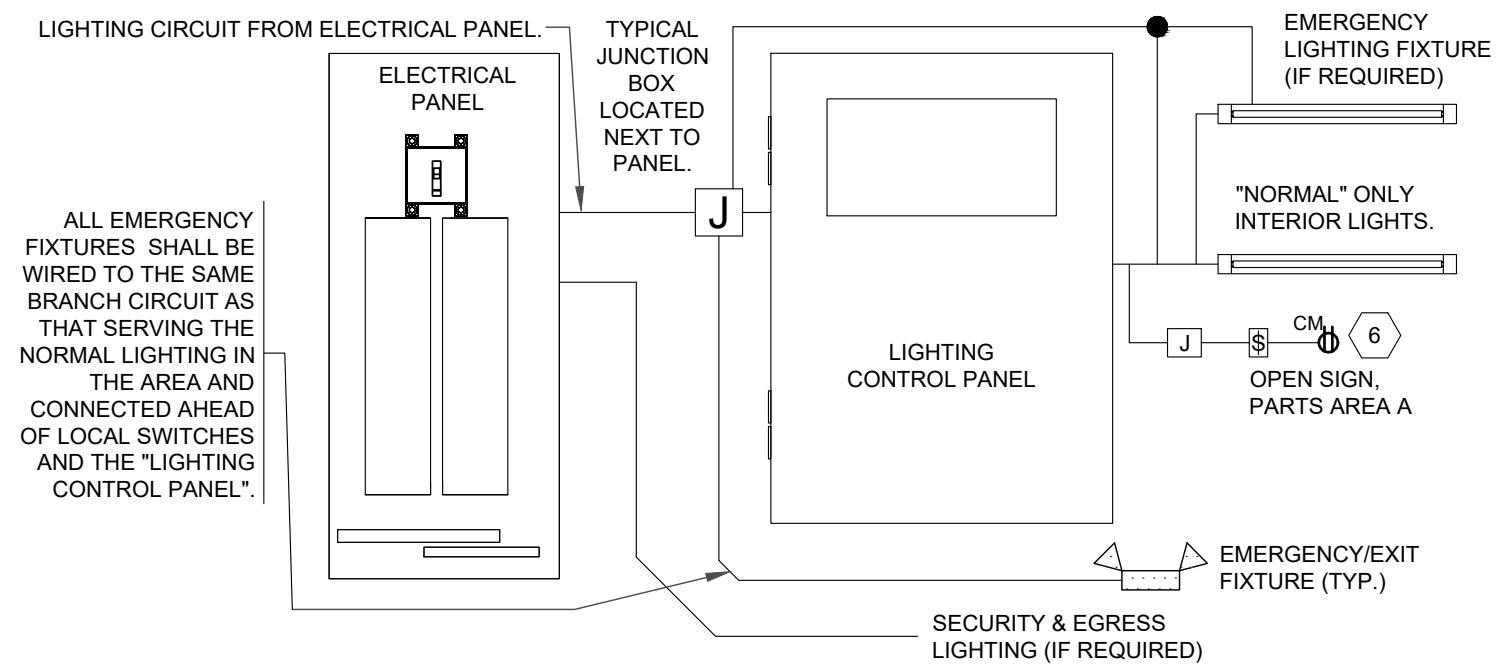 LIGHTING CIRCUIT FROM ELECTRICAL PANEL.
TYPICAL
JUNCTION
BOX
LOCATED
NEXT TO
PANEL.
EMERGENCY
LIGHTING FIXTURE
(IF REQUIRED)
ELECTRICAL
PANEL
ALL EMERGENCY
FIXTURES SHALL BE
WIRED TO THE SAME
BRANCH CIRCUIT AS
THAT SERVING THE
NORMAL LIGHTING IN
THE AREA AND
CONNECTED AHEAD
OF LOCAL SWITCHES
AND THE "LIGHTING
CONTROL PANEL".
J
"NORMAL" ONLY
INTERIOR LIGHTS.
LIGHTING
CONTROL PANEL
J
$
CM
6
OPEN SIGN,
PARTS AREA A
EMERGENCY/EXIT
FIXTURE (TYP.)
SECURITY & EGRESS
LIGHTING (IF REQUIRED)